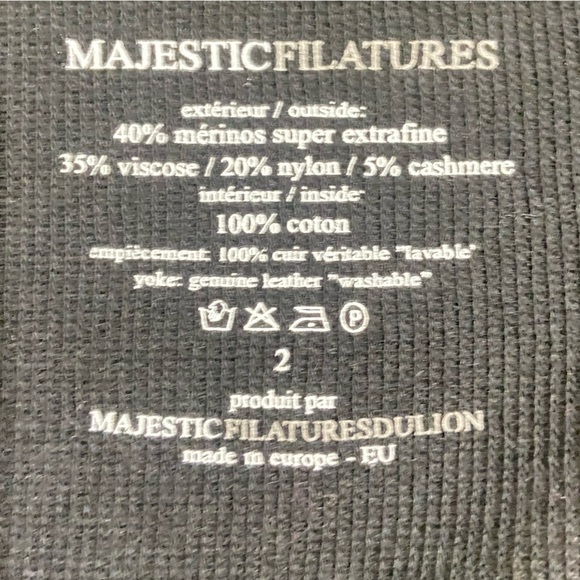 MAJESTICFILATURES
extérieur / outside:
40% mérinos super extrafine
35% viscose / 20% nylon / 5% cashmere
intérieur / inside:
100% coton
empiècement: 100% cuir véritable "lavable"
yoke: genuine leather "washable"
P
2
produit par
MAJESTICFILATURESDULION
made in europe - EU